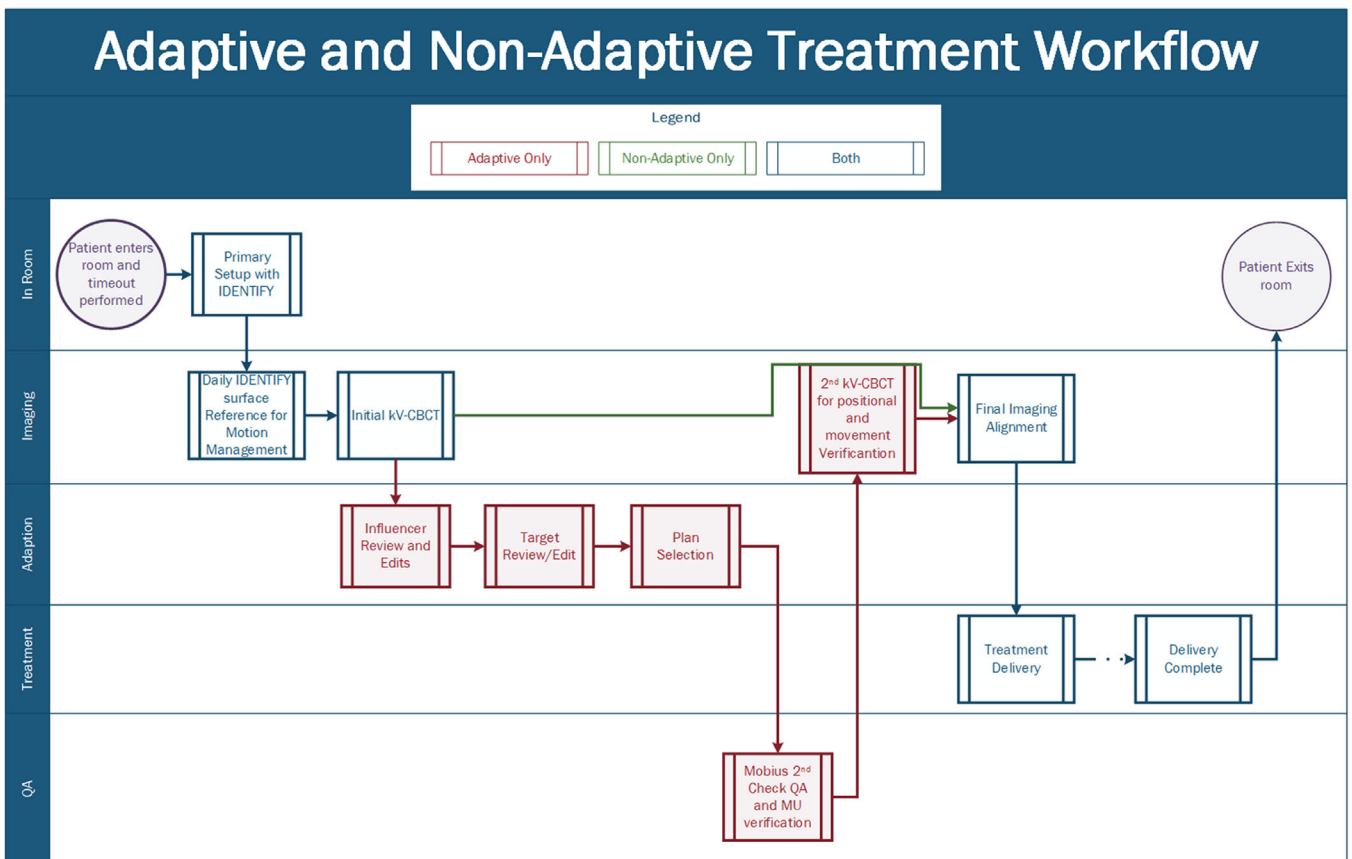 Adaptive and Non-Adaptive Treatment Workflow
Legend
Adaptive Only
Non-Adaptive Only
Both
In Room
Patient enters
room and
timeout
performed
Primary
Setup with
IDENTIFY
Patient Exits
room
Imaging
Daily IDENTIFY
surface
Reference for
Motion
Management
Initial kV-CBCT
2nd kV-CBCT
for positional
and
movement
Verificantion
Final Imaging
Alignment
Adaption
Influencer
Review and
Edits
Target
Review/Edit
Plan
Selection
Treatment
Treatment
Delivery
Delivery
Complete
QA
Mobius 2nd
Check QA
and MU
verification